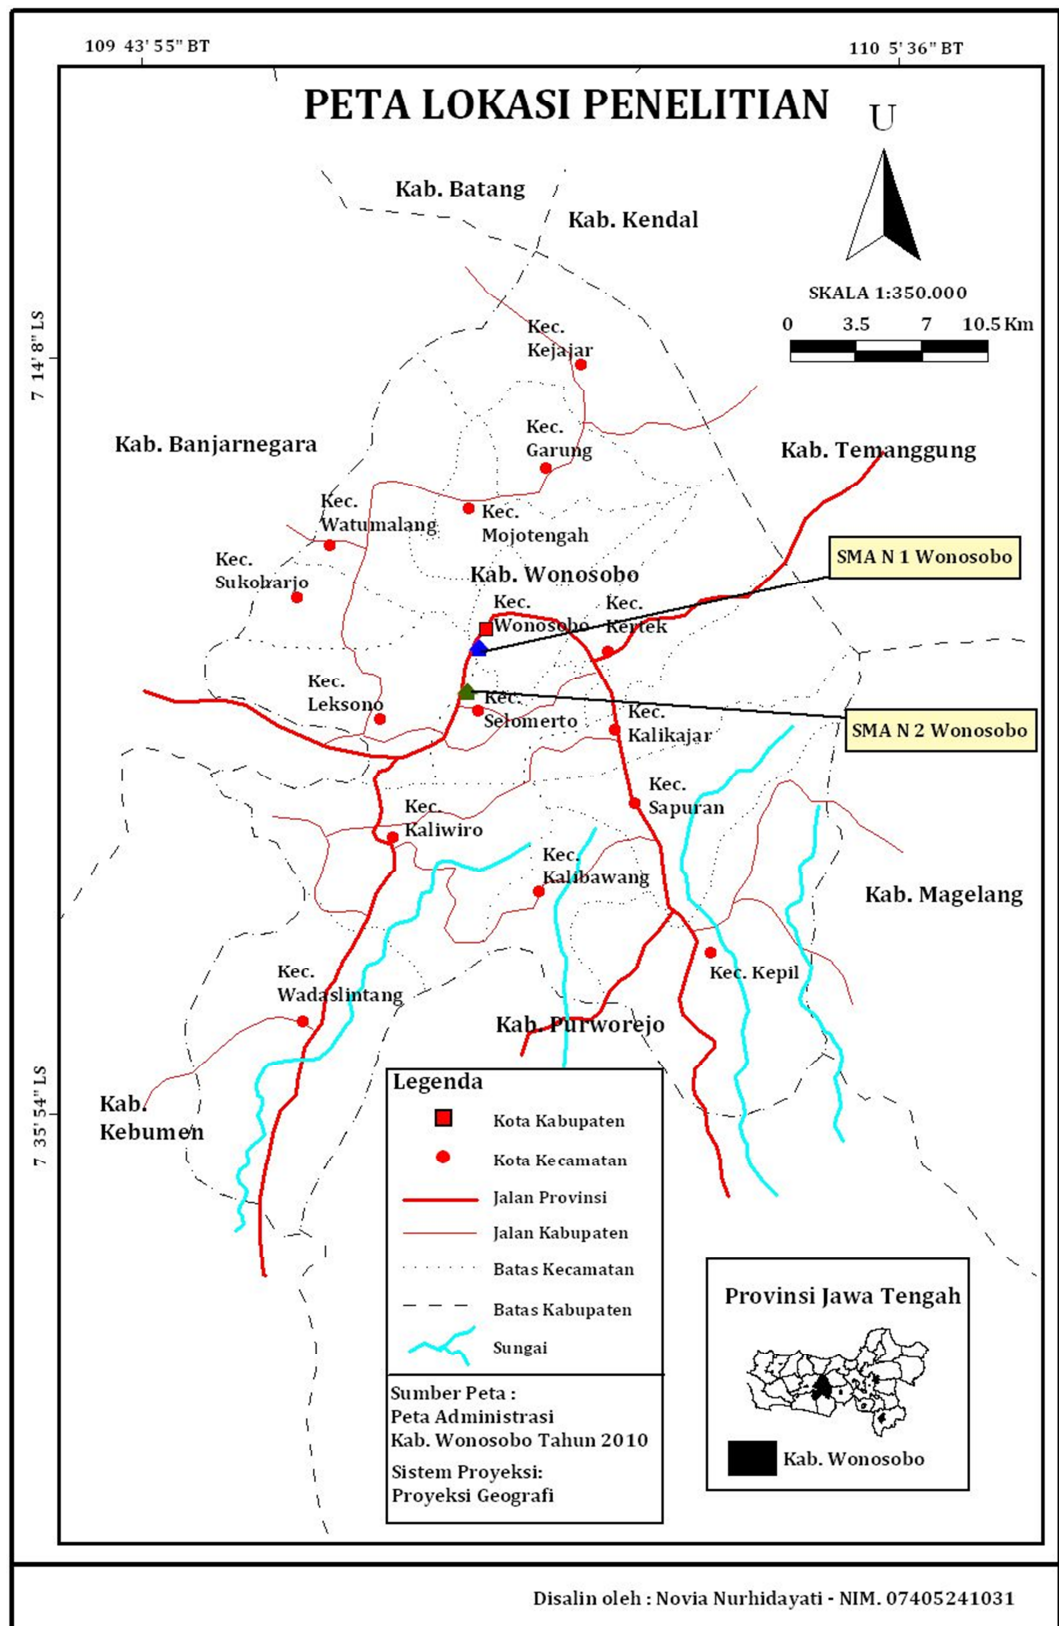 109 43'55" BT
110 5'36" BT
PETA LOKASI PENELITIAN
U
Kab. Batang
Kab. Kendal
SKALA 1:350.000
0 3.5 7 10.5 Km
7 14'8" LS
Kec.
Kejajar
Kab. Banjarnegara
Kec.
Garung
Kab. Temanggung
Kec.
Watumalang
Kec.
Mojotengah
Kec.
Sukoharjo
Kab. Wonosobo
SMA N 1 Wonosobo
Kec.
Wonosobo
Kec.
Kertek
Kec.
Leksono
Kec.
Selomerto
Kec.
Kalikajar
SMA N 2 Wonosobo
Kec.
Sapuran
Kec.
Kaliwiro
Kec.
Kalibawang
Kab. Magelang
Kec. Kepil
Kec.
Wadaslintang
Kab. Purworejo
7 35'54" LS
Kab.
Kebumen
Legenda
Kota Kabupaten
Kota Kecamatan
Jalan Provinsi
Jalan Kabupaten
Batas Kecamatan
Batas Kabupaten
Sungai
Sumber Peta :
Peta Administrasi
Kab. Wonosobo Tahun 2010
Sistem Proyeksi:
Proyeksi Geografi
Provinsi Jawa Tengah
Kab. Wonosobo
Disalin oleh : Novia Nurhidayati - NIM. 07405241031